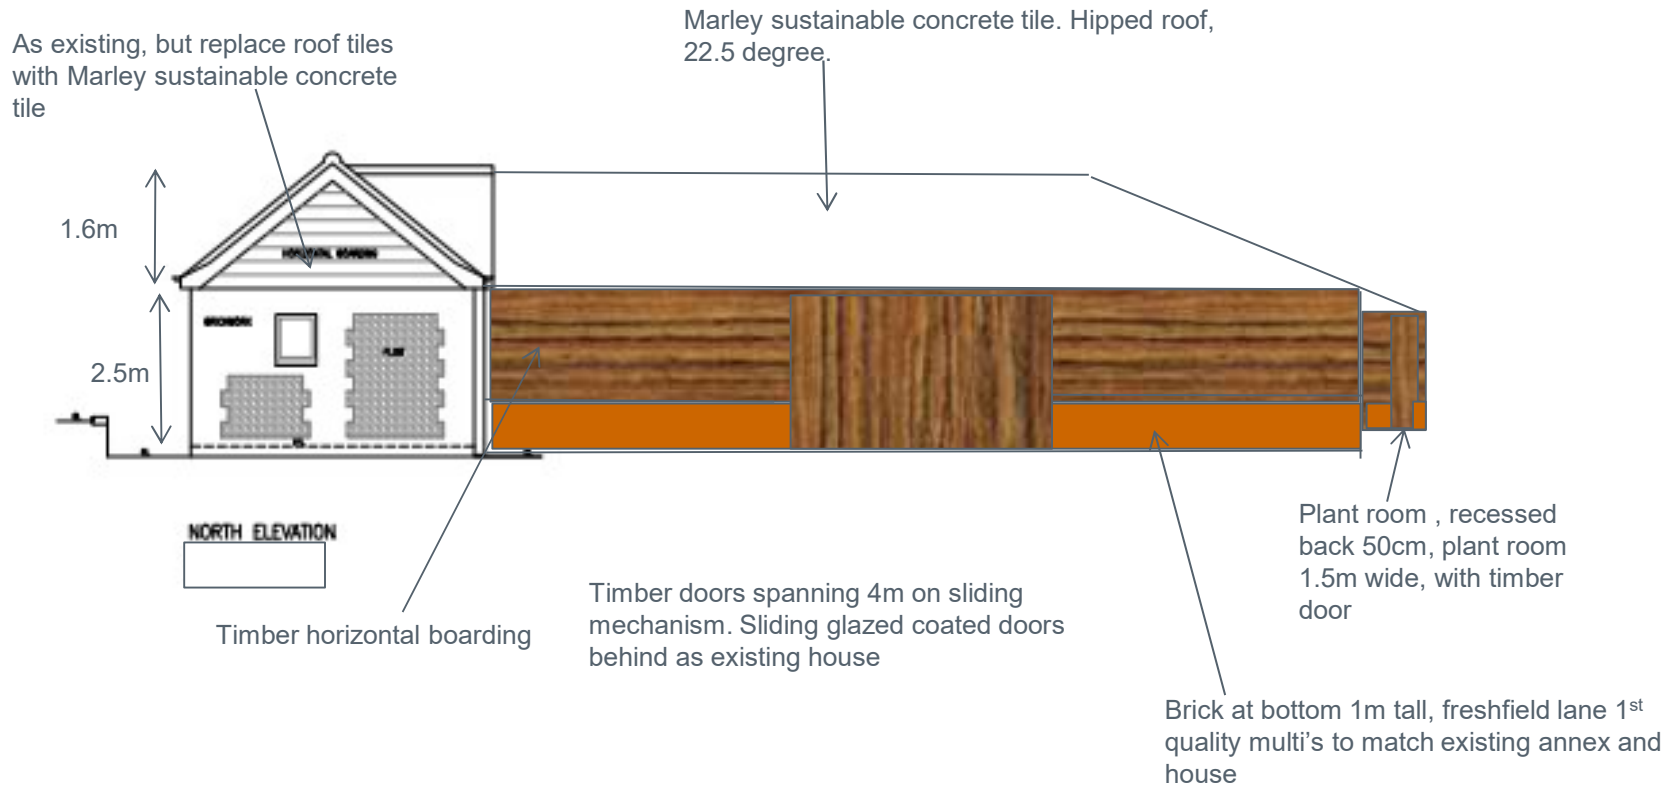 Marley sustainable concrete tile. Hipped roof,
22.5 degree.
As existing, but replace roof tiles
with Marley sustainable concrete
tile
1.6m
HORIZONTAL BOARDING
BRICKWORK
2.5m
NORTH ELEVATION
Plant room , recessed
back 50cm, plant room
1.5m wide, with timber
door
Timber doors spanning 4m on sliding
mechanism. Sliding glazed coated doors
behind as existing house
Timber horizontal boarding
Brick at bottom 1m tall, freshfield lane 1st
quality multi’s to match existing annex and
house